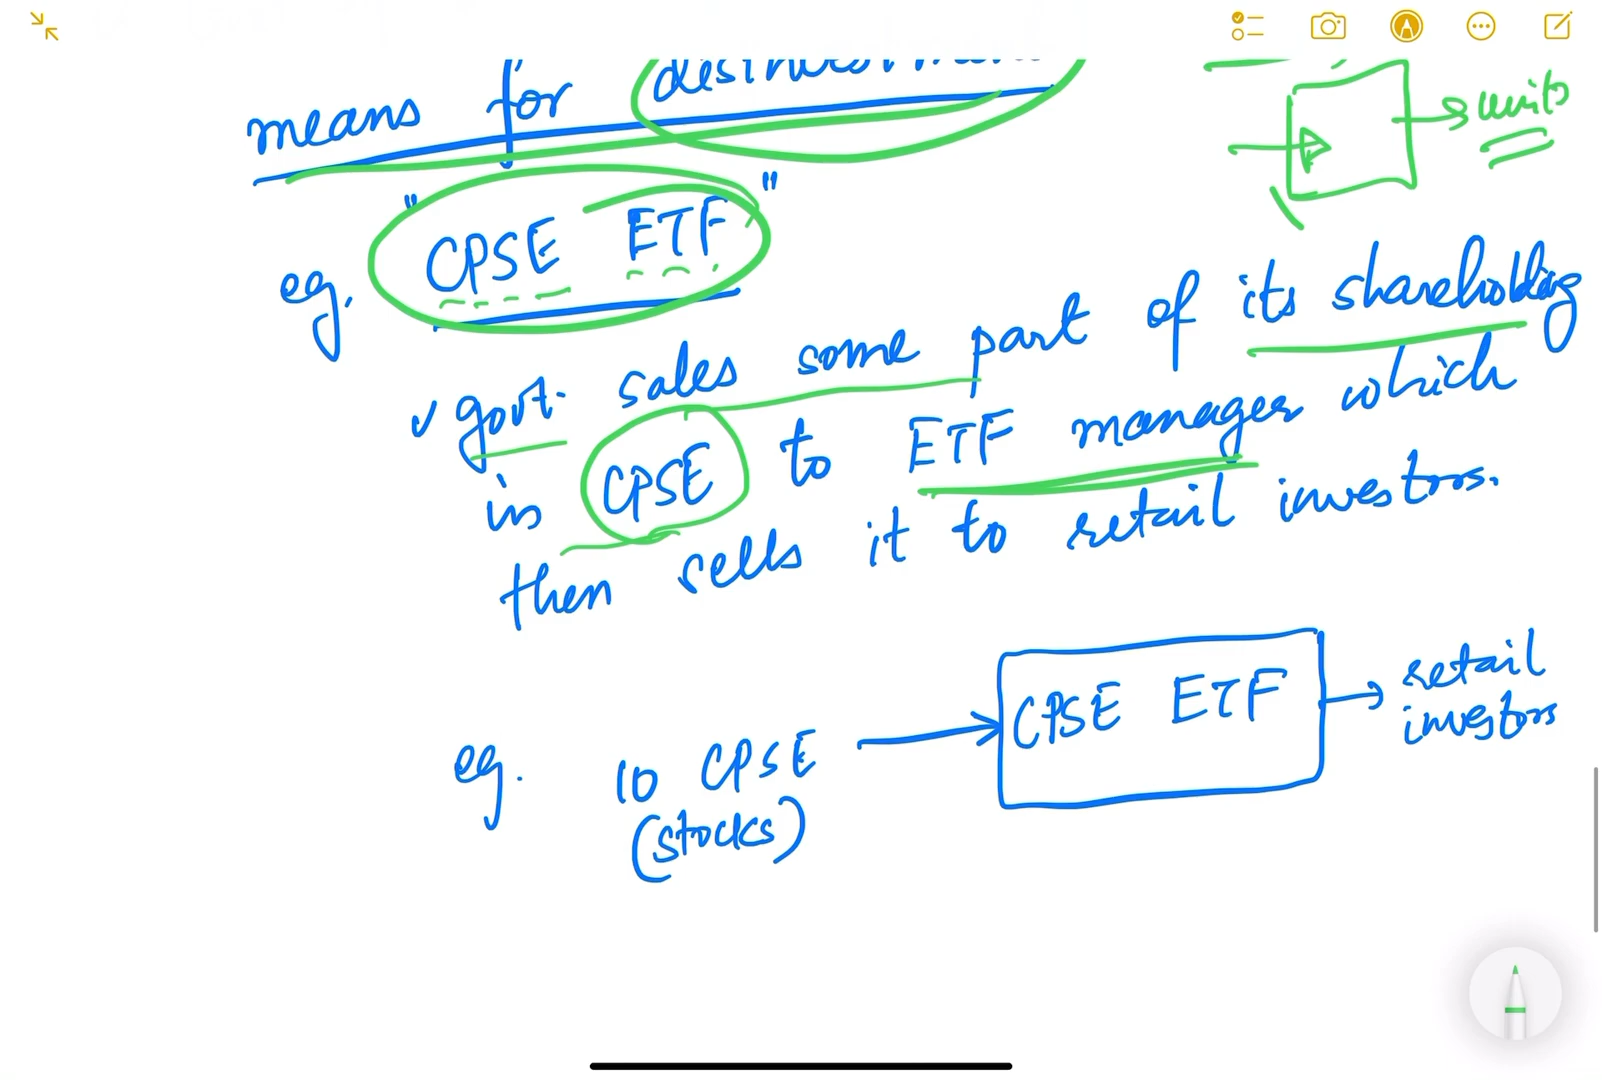 means for disinvestment
units
eg. "CPSE ETF"
✓ govt. sales some part of its shareholding
in CPSE to ETF manager which
then sells it to retail investors.
eg. 10 CPSE (stocks) → CPSE ETF → retail investors